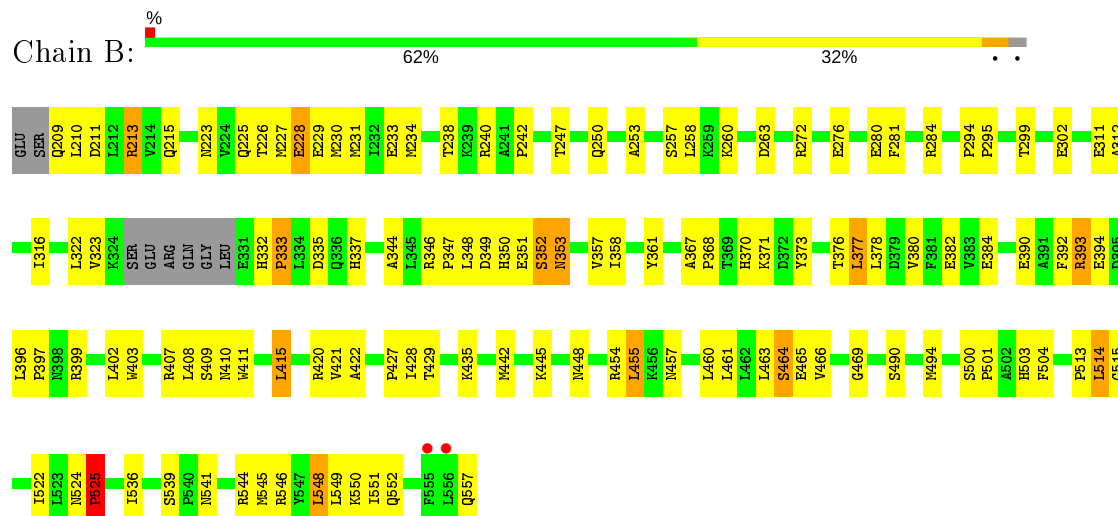 %
Chain B:
62% 32% • •
GLU SER Q209 L210 D211 L212 R213 V214 Q215 N223 V224 Q225 T226 M227 E228 E229 M230 M231 I232 E233 M234 T238 K239 R240 A241 P242 T247 Q250 A253 S257 L258 K259 K260 D263 R272 E276 E280 F281 R284 P294 P295 T299 E302 E311 A312
I316 L322 V323 K324 SER GLU ARG GLN GLY LEU E331 H332 P333 L334 D335 Q336 H337 A344 L345 R346 P347 L348 D349 H350 E351 S352 N353 V357 I358 Y361 A367 P368 T369 H370 K371 D372 Y373 T376 L377 L378 D379 V380 F381 E382 V383 E384 E390 A391 F392 R393 E394 D395
L396 P397 N398 R399 L402 W403 R407 L408 S409 N410 W411 L415 R420 V421 A422 P427 I428 T429 K435 M442 K445 N448 R454 L455 K456 N457 L460 L461 L462 L463 S464 E465 V466 G469 S490 M494 S500 P501 A502 H503 F504 P513 L514 G515
I522 L523 N524 P525 I536 S539 P540 N541 R544 M545 R546 Y547 L548 L549 K550 I551 Q552 F555 L556 Q557